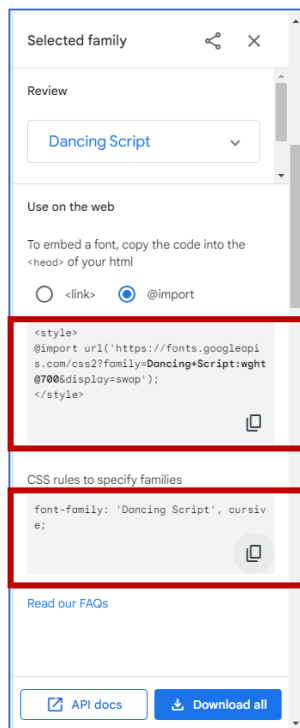 Selected family
Review
Dancing Script
Use on the web
To embed a font, copy the code into the
<head> of your html
<link>
@import
<style>
@import url('https://fonts.googleapi
s.com/css2?family=Dancing+Script:wght
@700&display=swap');
</style>
CSS rules to specify families
font-family: 'Dancing Script', cursiv
e;
Read our FAQs
API docs
Download all